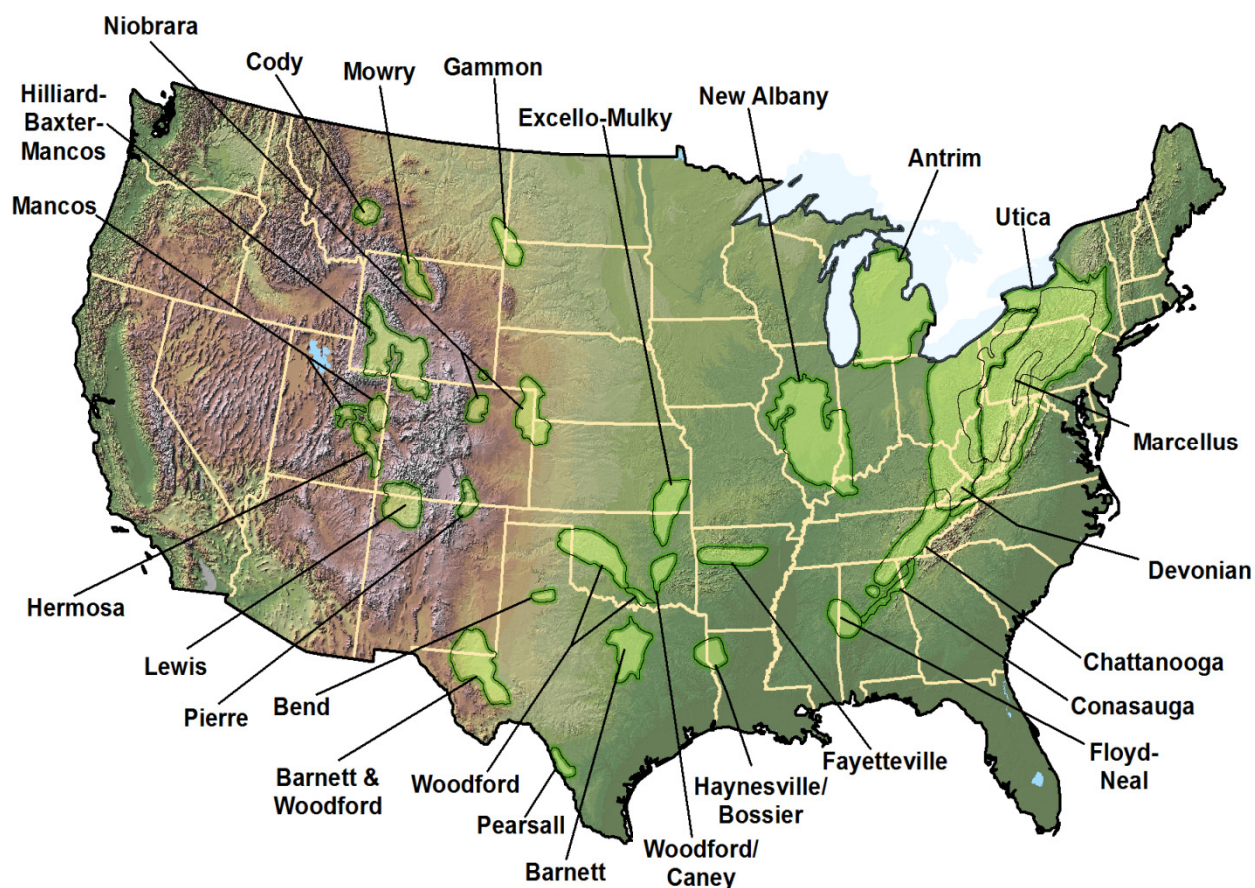 Niobrara
Cody
Mowry
Gammon
Hilliard-
Baxter-
Mancos
Excello-Mulky
New Albany
Antrim
Mancos
Utica
Marcellus
Devonian
Hermosa
Lewis
Chattanooga
Pierre
Bend
Conasauga
Barnett &
Woodford
Woodford
Pearsall
Barnett
Woodford/
Caney
Haynesville/
Bossier
Fayetteville
Floyd-
Neal